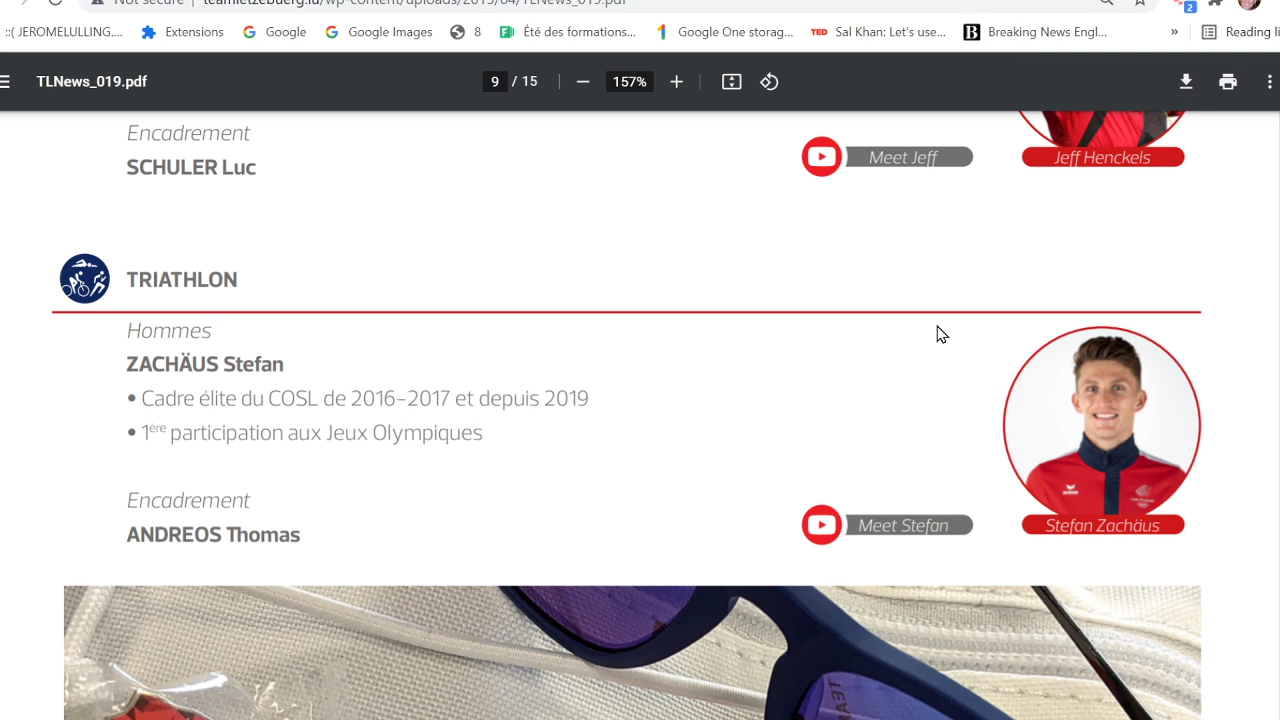 Not secure | teamletzebuerg.lu/wp-content/uploads/2015/04/TLNews_019.pdf
2
::( JEROMELULLING.... Extensions Google Google Images 8 Été des formations... Google One storag... TED Sal Khan: Let's use... B Breaking News Engl... » Reading li
TLNews_019.pdf 9 / 15 157%
Encadrement
SCHULER Luc
Meet Jeff
Jeff Henckels
TRIATHLON
Hommes
ZACHÄUS Stefan
• Cadre élite du COSL de 2016-2017 et depuis 2019
• 1ère participation aux Jeux Olympiques
Encadrement
ANDREOS Thomas
Meet Stefan
Stefan Zachäus